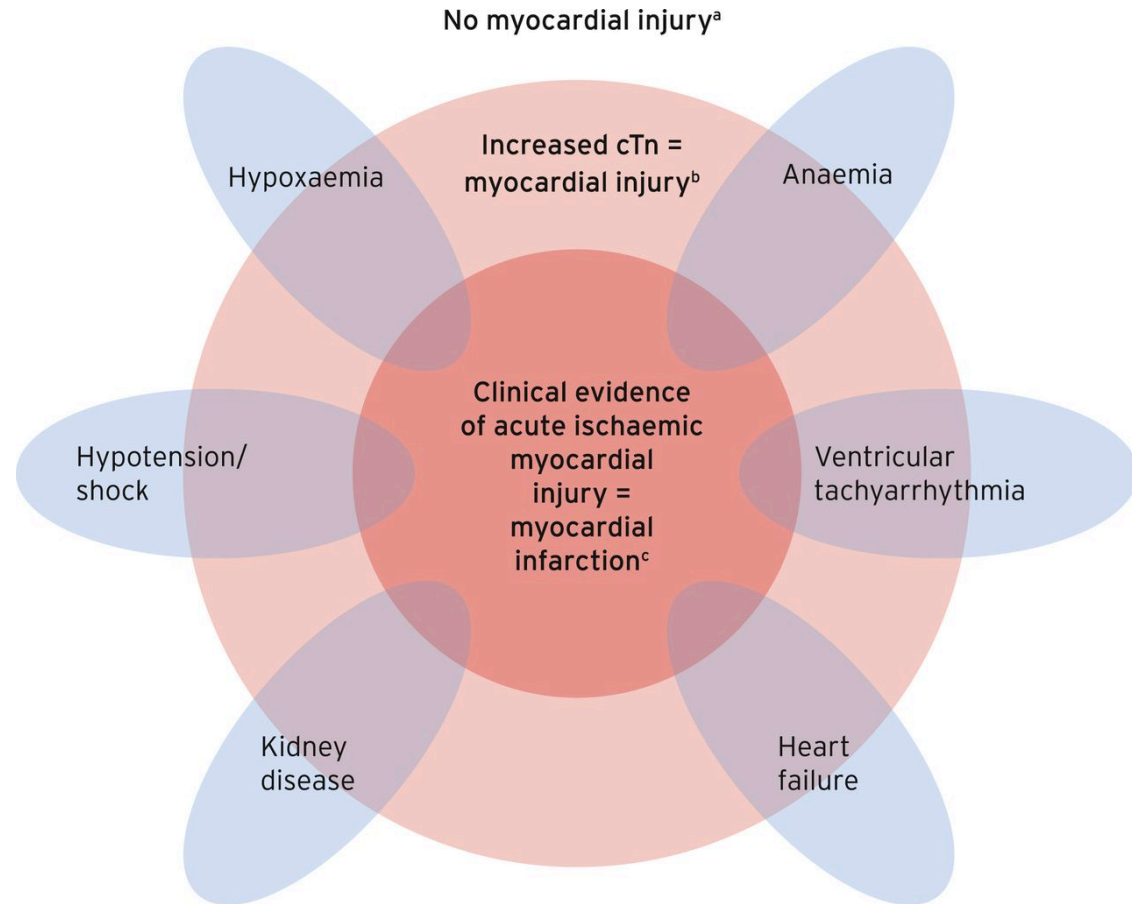 No myocardial injuryᵃ
Increased cTn =
myocardial injuryᵇ
Hypoxaemia
Anaemia
Clinical evidence
of acute ischaemic
myocardial
injury =
myocardial
infarctionᶜ
Hypotension/
shock
Ventricular
tachyarrhythmia
Kidney
disease
Heart
failure